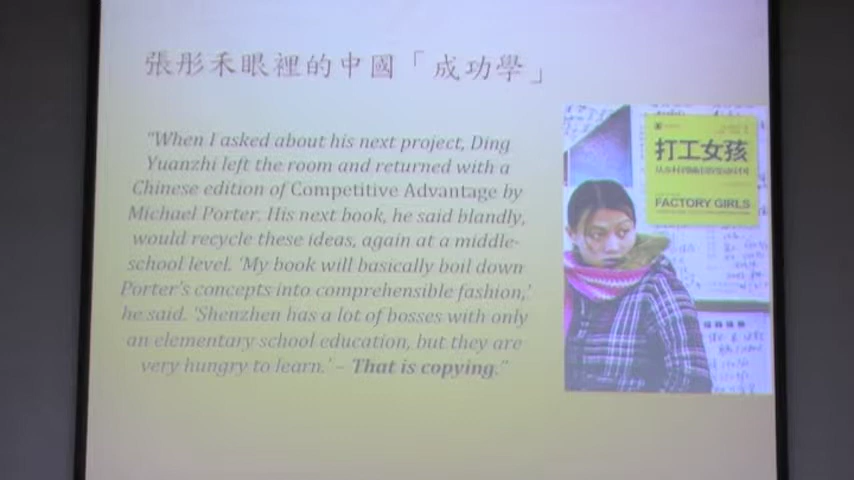 張彤禾眼裡的中國「成功學」
"When I asked about his next project, Ding
Yuanzhi left the room and returned with a
Chinese edition of Competitive Advantage by
Michael Porter. His next book, he said blandly,
would recycle these ideas, again at a middle-
school level. 'My book will basically boil down
Porter's concepts into comprehensible fashion,'
he said. 'Shenzhen has a lot of bosses with only
an elementary school education, but they are
very hungry to learn.' – That is copying."
打工女孩
FACTORY GIRLS